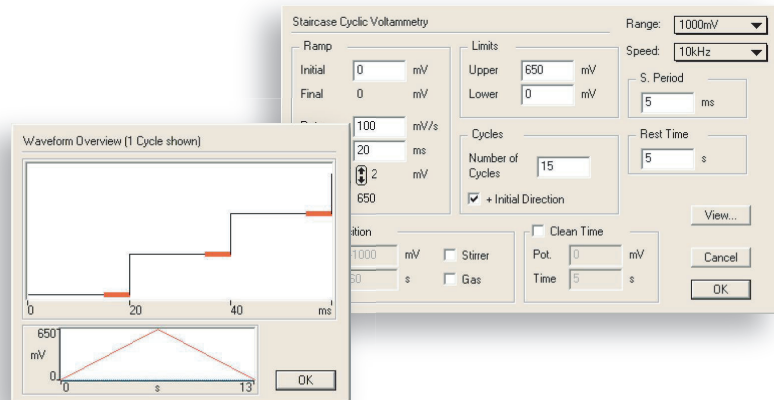 Staircase Cyclic Voltammetry
Range: 1000mV
Speed: 10kHz
Ramp
Initial 0 mV
Final 0 mV
100 mV/s
20 ms
2 mV
650
Limits
Upper 650 mV
Lower 0 mV
Cycles
Number of
Cycles 15
+ Initial Direction
S. Period
5 ms
Rest Time
5 s
mV Stirrer
s Gas
Clean Time
Pot. 0 mV
Time 5 s
View...
Cancel
OK
Waveform Overview (1 Cycle shown)
0 20 40 ms
650
mV
0
0 s 13
OK